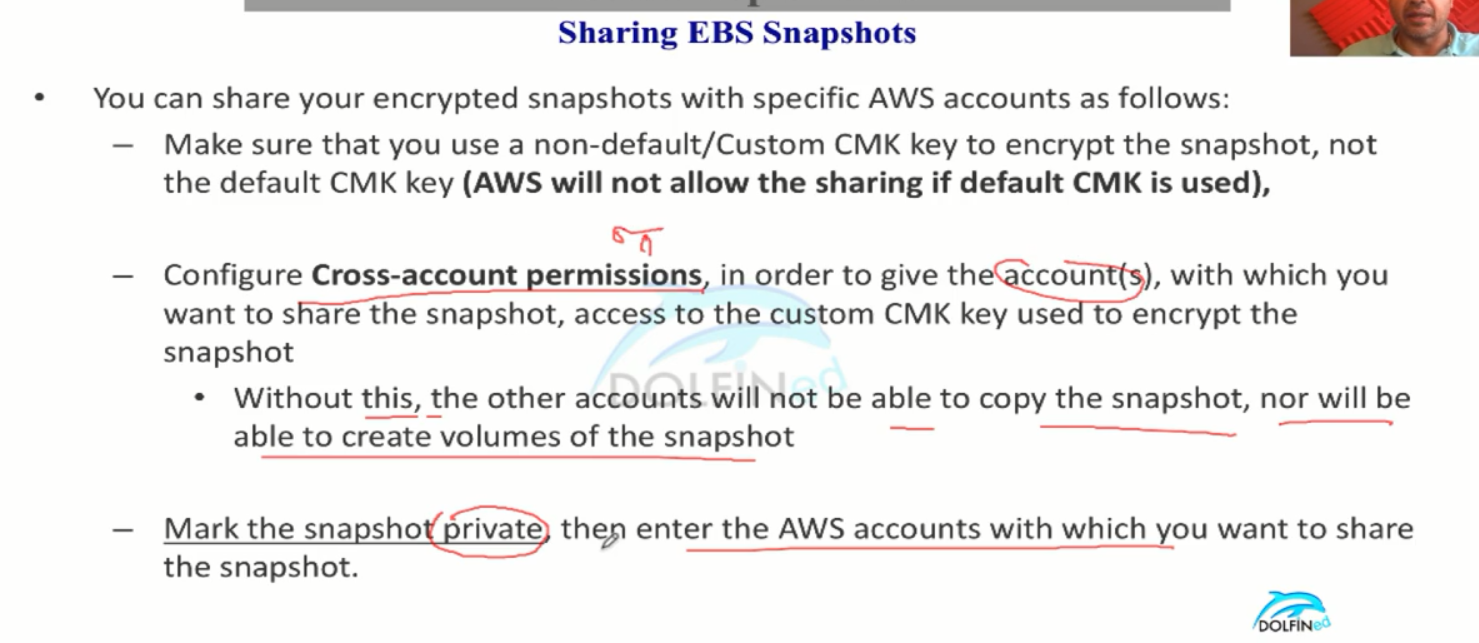 Sharing EBS Snapshots
• You can share your encrypted snapshots with specific AWS accounts as follows:
– Make sure that you use a non-default/Custom CMK key to encrypt the snapshot, not
the default CMK key (AWS will not allow the sharing if default CMK is used),
– Configure Cross-account permissions, in order to give the account(s), with which you
want to share the snapshot, access to the custom CMK key used to encrypt the
snapshot
DOLFINed
• Without this, the other accounts will not be able to copy the snapshot, nor will be
able to create volumes of the snapshot
– Mark the snapshot private, then enter the AWS accounts with which you want to share
the snapshot.
DOLFINed